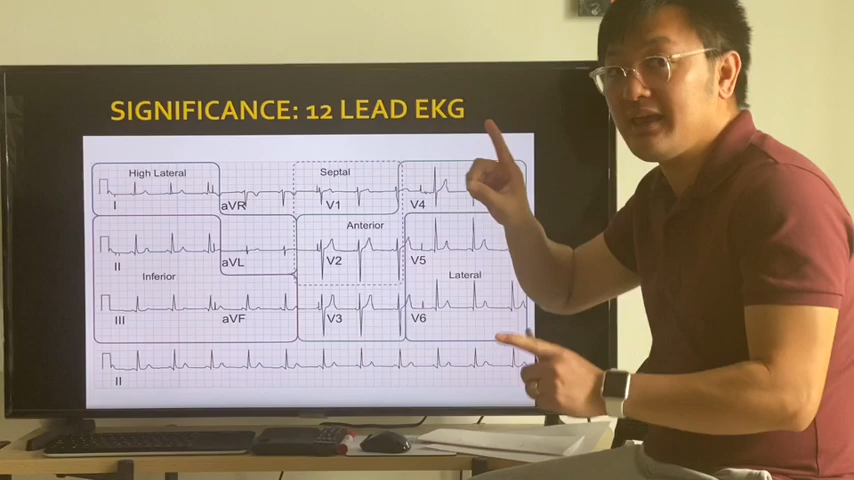 SIGNIFICANCE: 12 LEAD EKG
High Lateral
Septal
I
aVR
V1
V4
Anterior
II
aVL
V2
V5
Inferior
Lateral
III
aVF
V3
V6
II